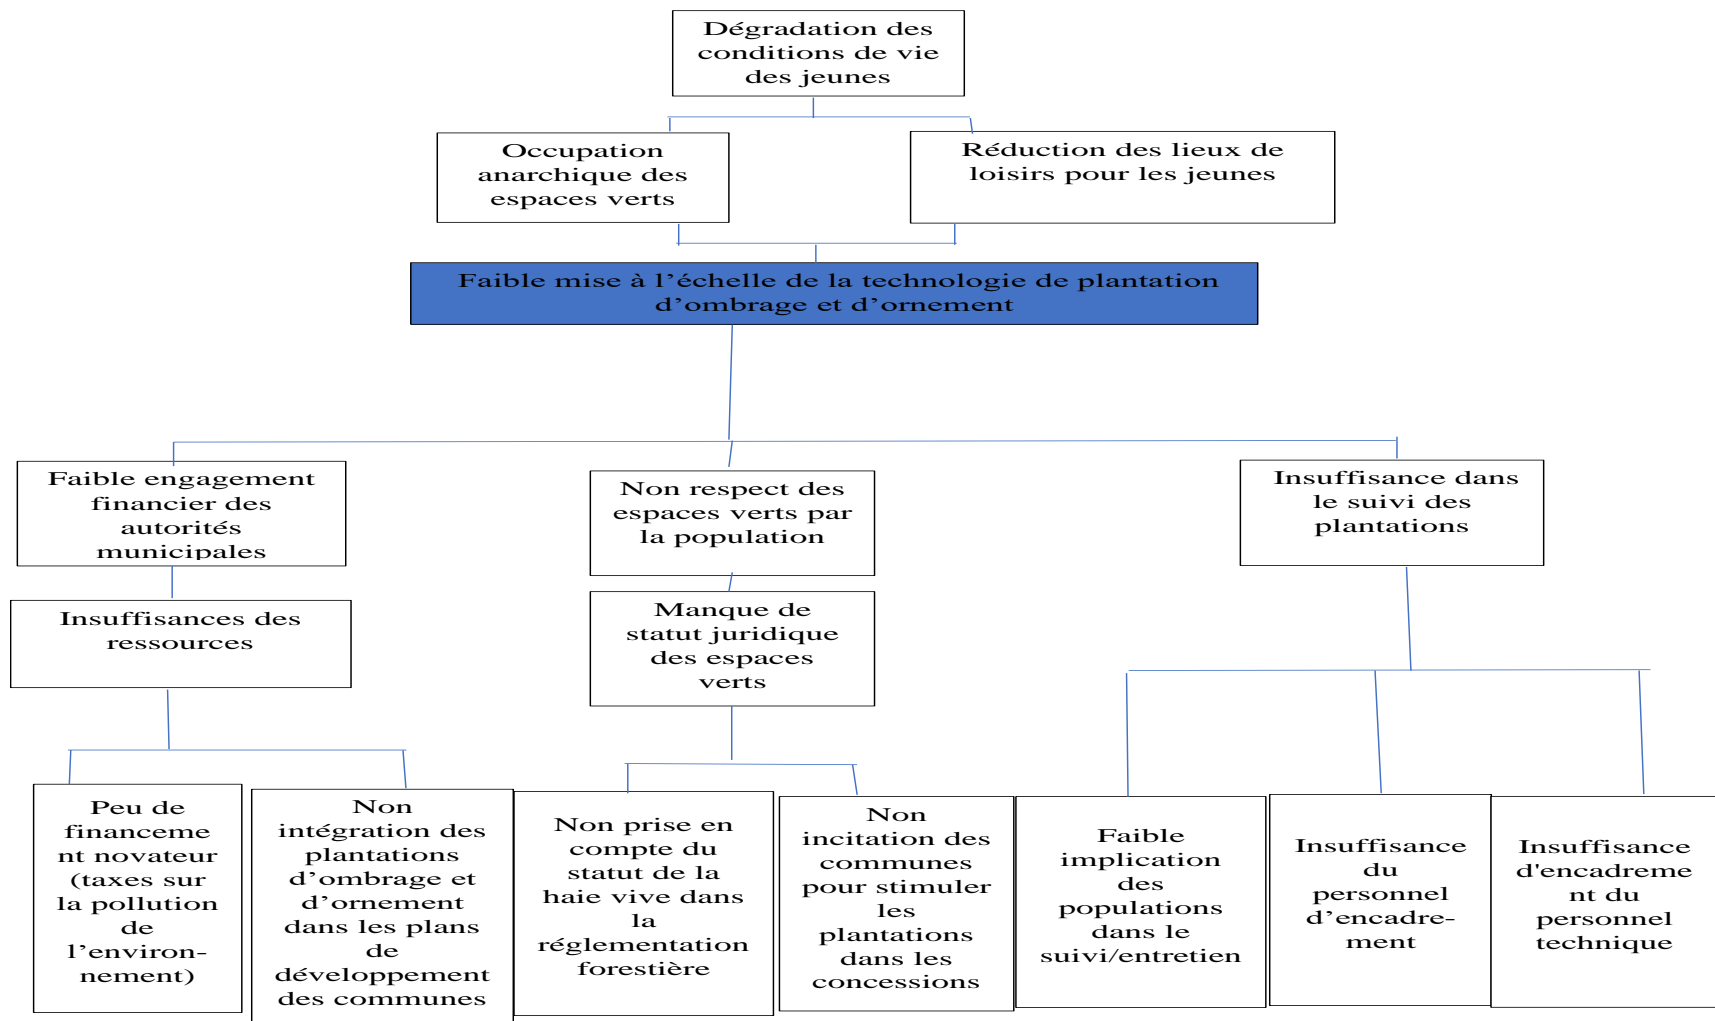 Dégradation des
conditions de vie
des jeunes
Occupation
anarchique des
espaces verts
Réduction des lieux de
loisirs pour les jeunes
Faible mise à l’échelle de la technologie de plantation
d’ombrage et d’ornement
Faible engagement
financier des
autorités
municipales
Non respect des
espaces verts par
la population
Insuffisance dans
le suivi des
plantations
Insuffisances des
ressources
Manque de
statut juridique
des espaces
verts
Peu de
financeme
nt novateur
(taxes sur
la pollution
de
l’environ-
nement)
Non
intégration des
plantations
d’ombrage et
d’ornement
dans les plans
de
développement
des communes
Non prise en
compte du
statut de la
haie vive dans
la
réglementation
forestière
Non
incitation des
communes
pour stimuler
les
plantations
dans les
concessions
Faible
implication
des
populations
dans le
suivi/entretien
Insuffisance
du
personnel
d’encadre-
ment
Insuffisance
d'encadreme
nt du
personnel
technique